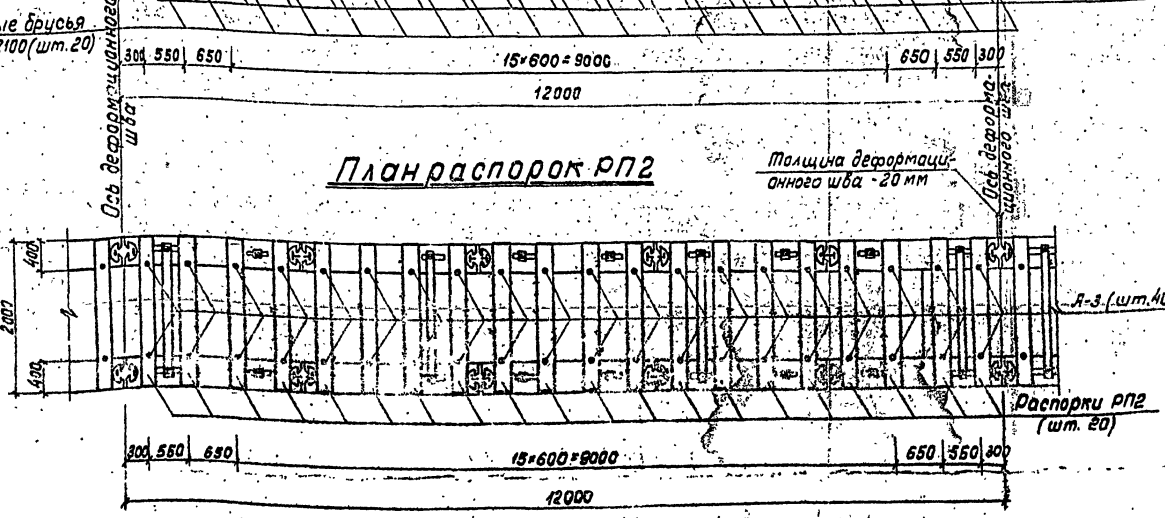 ые брусья
2100 (шт. 20)
300 550 650 15×600=9000 650 550 300
12000
Ось деформационного
шва
План распорок РП2
Толщина деформаци-
онного шва - 20 мм
Ось деформа-
ционного шва
400
2000
400
Л-3 (шт. 40
Распорки РП2
(шт. 20)
300 550 650 15×600=9000 650 550 300
12000